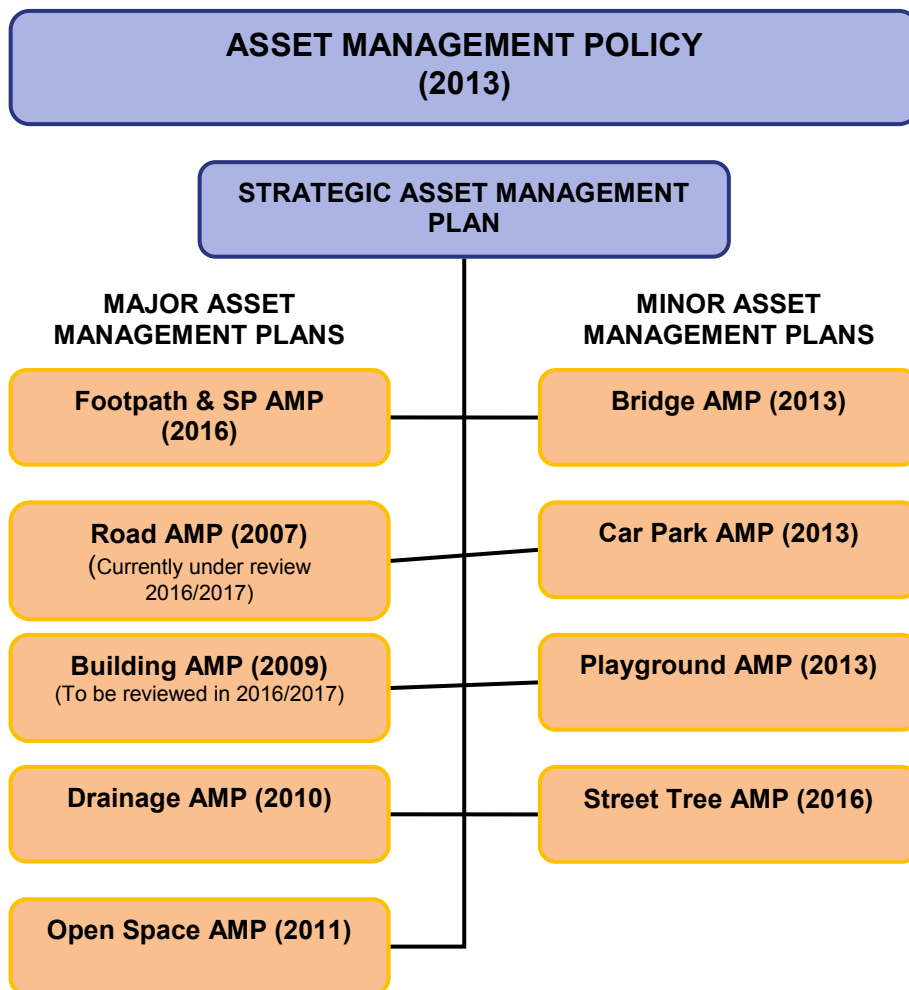 ASSET MANAGEMENT POLICY
(2013)
STRATEGIC ASSET MANAGEMENT
PLAN
MAJOR ASSET
MANAGEMENT PLANS
MINOR ASSET
MANAGEMENT PLANS
Footpath & SP AMP
(2016)
Bridge AMP (2013)
Road AMP (2007)
(Currently under review
2016/2017)
Car Park AMP (2013)
Building AMP (2009)
(To be reviewed in 2016/2017)
Playground AMP (2013)
Drainage AMP (2010)
Street Tree AMP (2016)
Open Space AMP (2011)